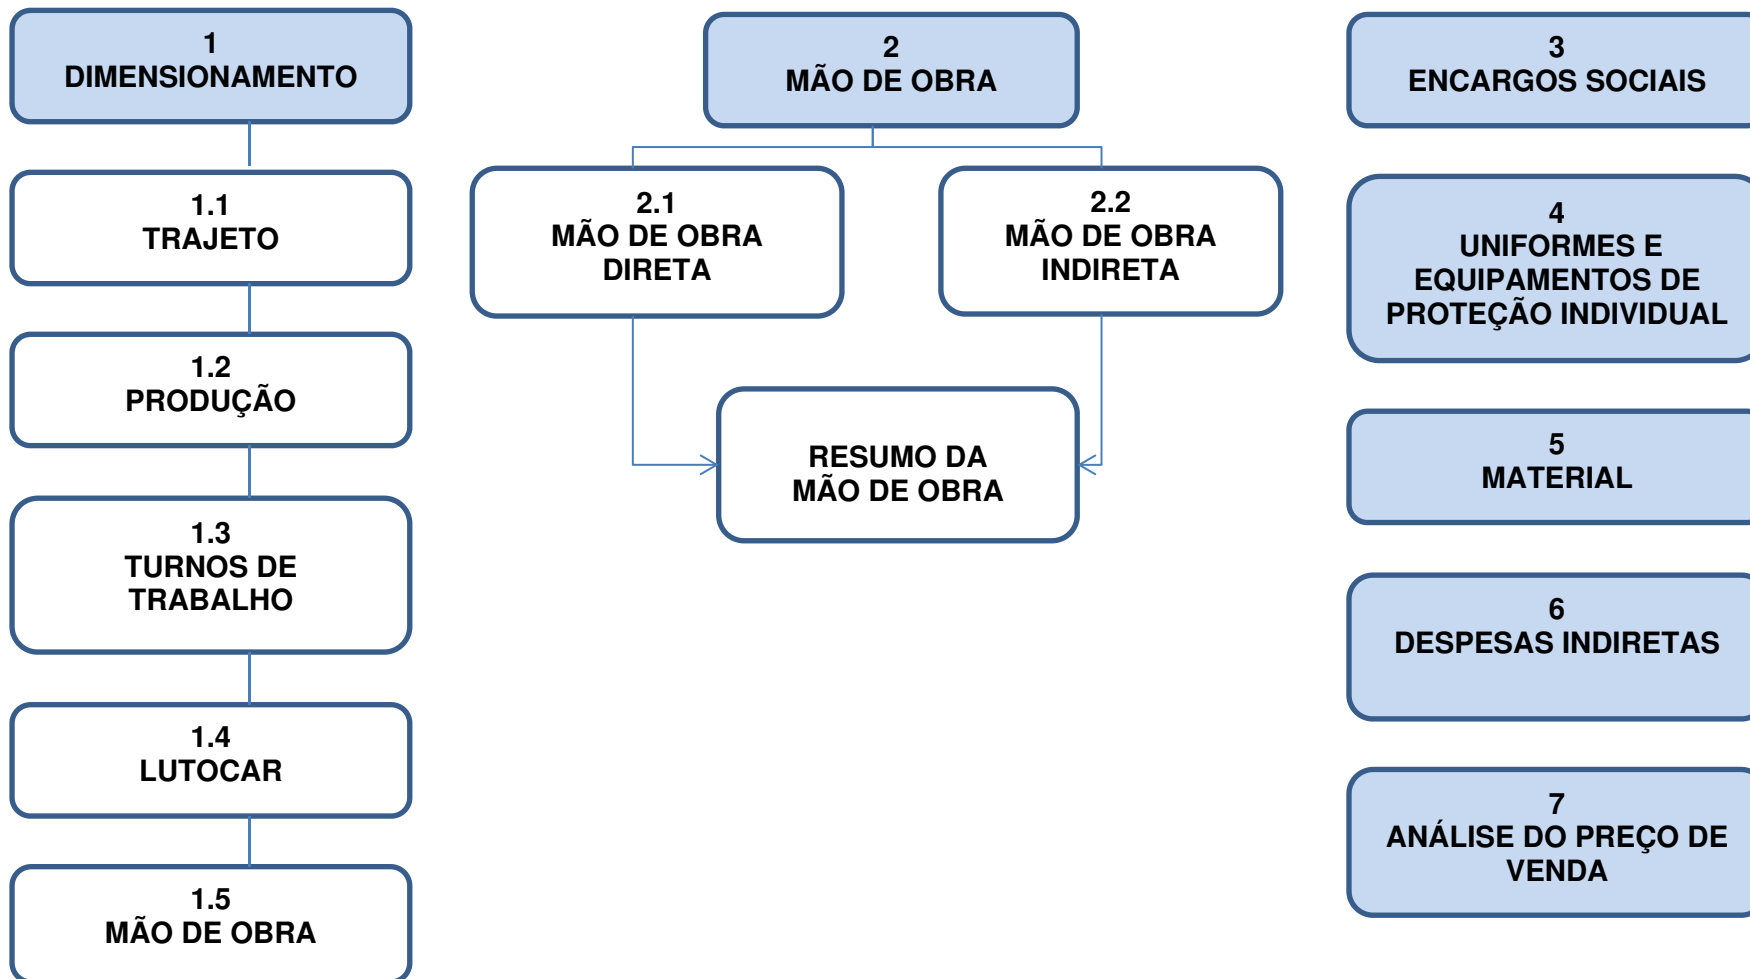 1
DIMENSIONAMENTO
1.1
TRAJETO
1.2
PRODUÇÃO
1.3
TURNOS DE
TRABALHO
1.4
LUTOCAR
1.5
MÃO DE OBRA
2
MÃO DE OBRA
2.1
MÃO DE OBRA
DIRETA
2.2
MÃO DE OBRA
INDIRETA
RESUMO DA
MÃO DE OBRA
3
ENCARGOS SOCIAIS
4
UNIFORMES E
EQUIPAMENTOS DE
PROTEÇÃO INDIVIDUAL
5
MATERIAL
6
DESPESAS INDIRETAS
7
ANÁLISE DO PREÇO DE
VENDA